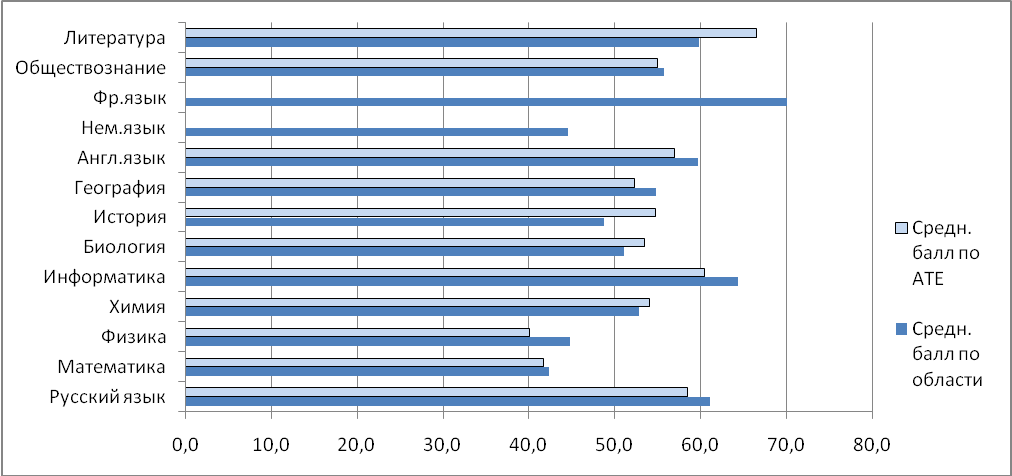 Литература
Обществознание
Фр.язык
Нем.язык
Англ.язык
География
История
Биология
Информатика
Химия
Физика
Математика
Русский язык
0,0 10,0 20,0 30,0 40,0 50,0 60,0 70,0 80,0
Средн.
балл по
АТЕ
Средн.
балл по
области